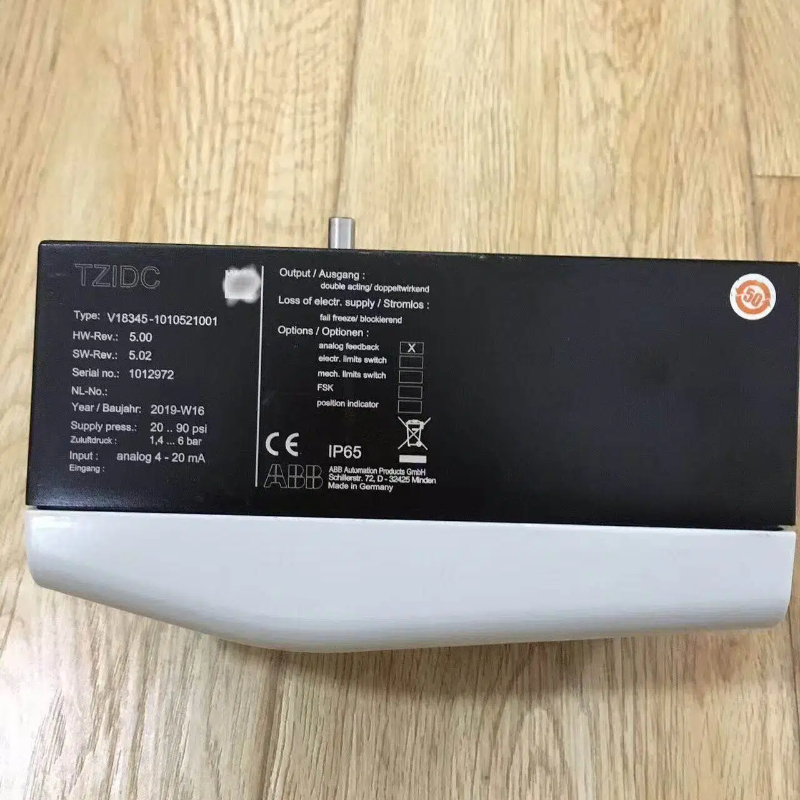 TZIDC
Type: V18345-1010521001
HW-Rev.: 5.00
SW-Rev.: 5.02
Serial no.: 1012972
NL-No.:
Year / Baujahr: 2019-W16
Supply press.: 20 .. 90 psi
Zuluftdruck : 1,4 ... 6 bar
Input : analog 4 - 20 mA
Eingang :
Output / Ausgang :
double acting/ doppeltwirkend
Loss of electr. supply / Stromlos :
fail freeze/ blockierend
Options / Optionen :
analog feedback X
electr. limits switch
mech. limits switch
FSK
position indicator
CE IP65
ABB
ABB Automation Products GmbH
Schillerstr. 72, D - 32425 Minden
Made in Germany
50